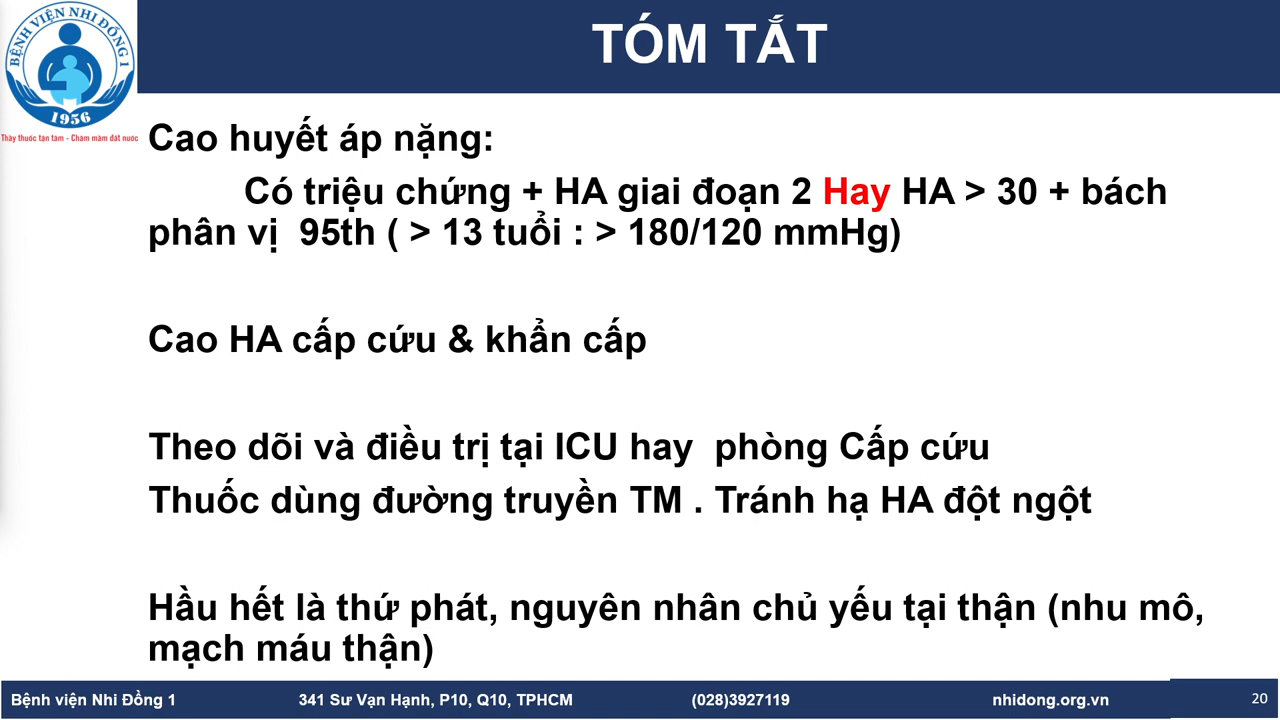 BỆNH VIỆN NHI ĐỒNG 1
1956
Thầy thuốc tận tâm - Chăm mầm đất nước
TÓM TẮT
Cao huyết áp nặng:
Có triệu chứng + HA giai đoạn 2 Hay HA > 30 + bách
phân vị 95th ( > 13 tuổi : > 180/120 mmHg)
Cao HA cấp cứu & khẩn cấp
Theo dõi và điều trị tại ICU hay phòng Cấp cứu
Thuốc dùng đường truyền TM . Tránh hạ HA đột ngột
Hầu hết là thứ phát, nguyên nhân chủ yếu tại thận (nhu mô,
mạch máu thận)
Bệnh viện Nhi Đồng 1 341 Sư Vạn Hạnh, P10, Q10, TPHCM (028)3927119 nhidong.org.vn 20